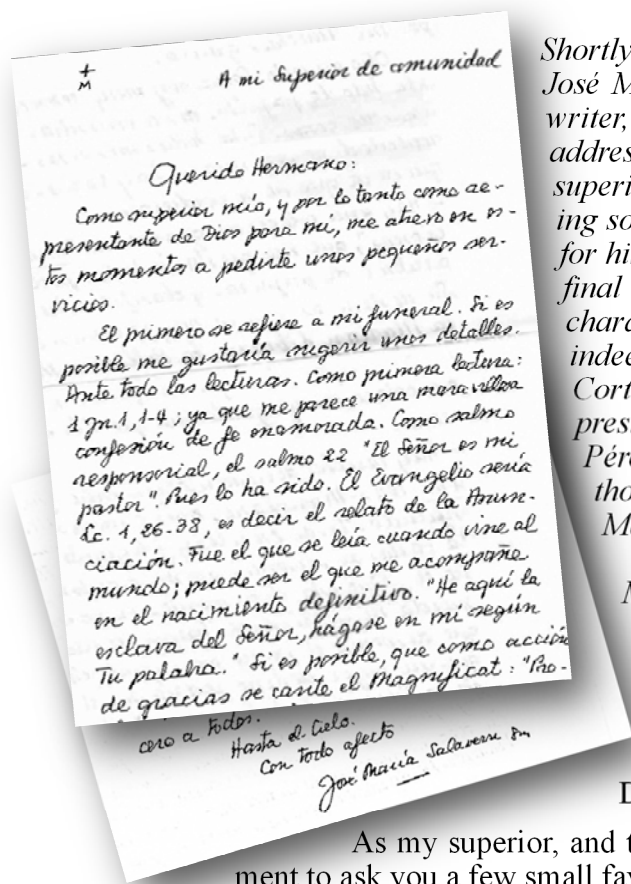 +
M
A mi Superior de comunidad
Querido Hermano:
Como superior mío, y por lo tanto como re-
presentante de Dios para mí, me atrevo en es-
tos momentos a pedirte unos pequeños ser-
vicios.
El primero se refiere a mi funeral. Si es
posible me gustaría sugerir unos detalles.
Ante todo las lecturas. Como primera lectura:
1 Jn. 1, 1-4; ya que me parece una maravillosa
confesión de fe enamorada. Como salmo
responsorial, el salmo 22 "El Señor es mi
pastor". Pues lo ha sido. El Evangelio sería
Lc. 1, 26-38, es decir el relato de la Anun-
ciación. Fue el que se leía cuando vine al
mundo; puede ser el que me acompañe
en el nacimiento definitivo. "He aquí la
esclava del Señor, hágase en mí según
Tu palabra." Si es posible, que como acción
de gracias se cante el Magnificat: "Pro-
cero a todos.
Hasta el Cielo.
Con todo afecto
José María Salaverri sm
Shortly
José M
writer,
addres
superi
ing so
for hi
final
chara
indee
Cort
pres
Pére
tho
M
D
As my superior, and t
ment to ask you a few small fav